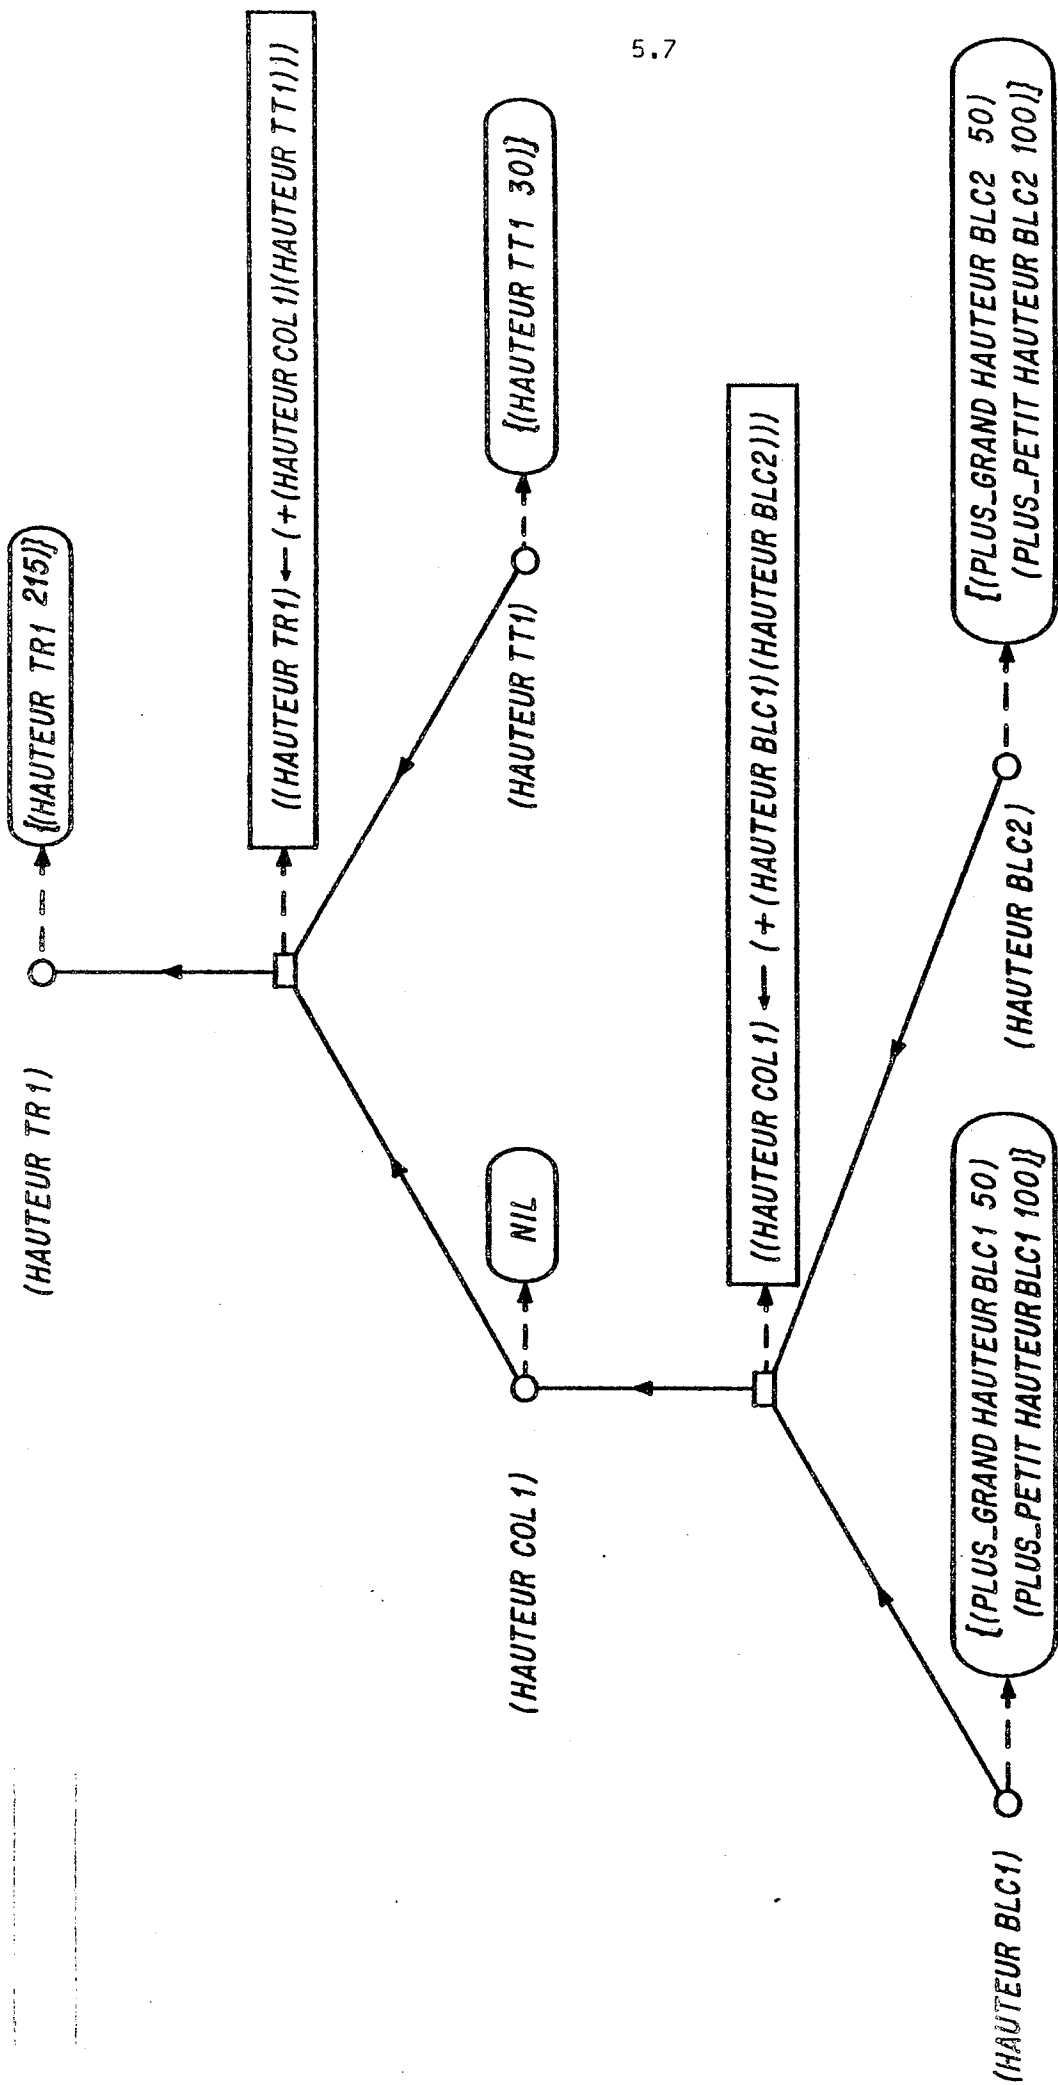 5.7
(HAUTEUR TR1)
{(HAUTEUR TR1 215)}
((HAUTEUR TR1) ← (+(HAUTEUR COL1)(HAUTEUR TT1)))
(HAUTEUR COL1)
NIL
(HAUTEUR TT1)
{(HAUTEUR TT1 30)}
((HAUTEUR COL1) ← (+(HAUTEUR BLC1)(HAUTEUR BLC2)))
(HAUTEUR BLC1)
{(PLUS_GRAND HAUTEUR BLC1 50)
(PLUS_PETIT HAUTEUR BLC1 100)}
(HAUTEUR BLC2)
{(PLUS_GRAND HAUTEUR BLC2 50)
(PLUS_PETIT HAUTEUR BLC2 100)}